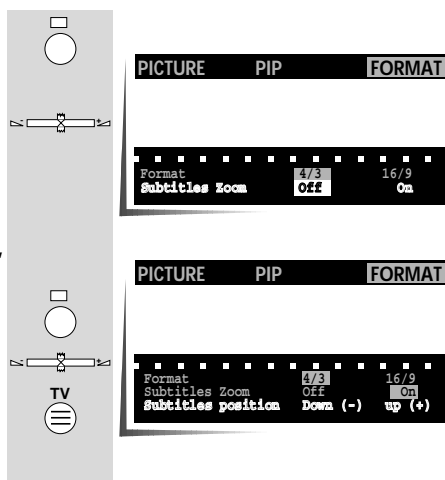 PICTURE PIP FORMAT
- +
Format 4/3 16/9
Subtitles Zoom Off On
PICTURE PIP FORMAT
- +
Format 4/3 16/9
Subtitles Zoom Off On
Subtitles position Down (-) up (+)
TV